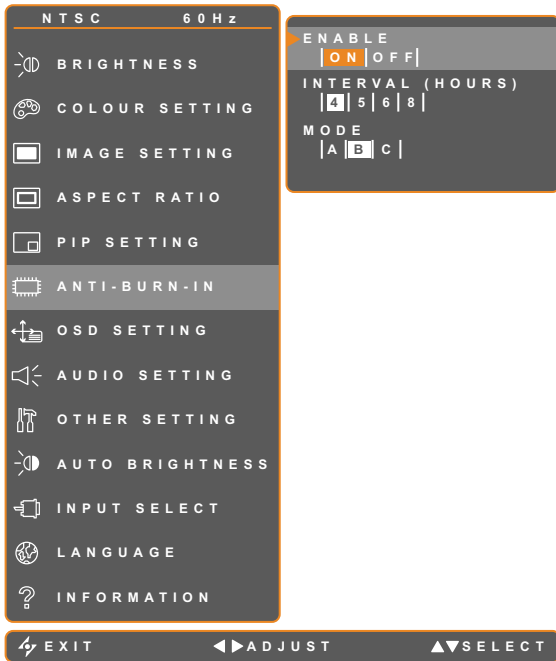 NTSC 60Hz
BRIGHTNESS
COLOUR SETTING
IMAGE SETTING
ASPECT RATIO
PIP SETTING
ANTI-BURN-IN
OSD SETTING
AUDIO SETTING
OTHER SETTING
AUTO BRIGHTNESS
INPUT SELECT
LANGUAGE
INFORMATION
ENABLE
ON OFF
INTERVAL (HOURS)
4 5 6 8
MODE
A B C
EXIT ADJUST SELECT